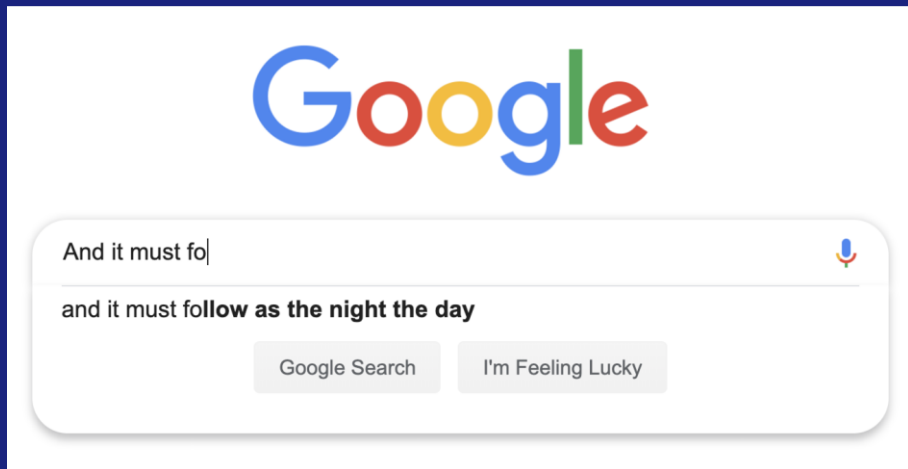 Google
And it must fo
and it must follow as the night the day
Google Search I'm Feeling Lucky